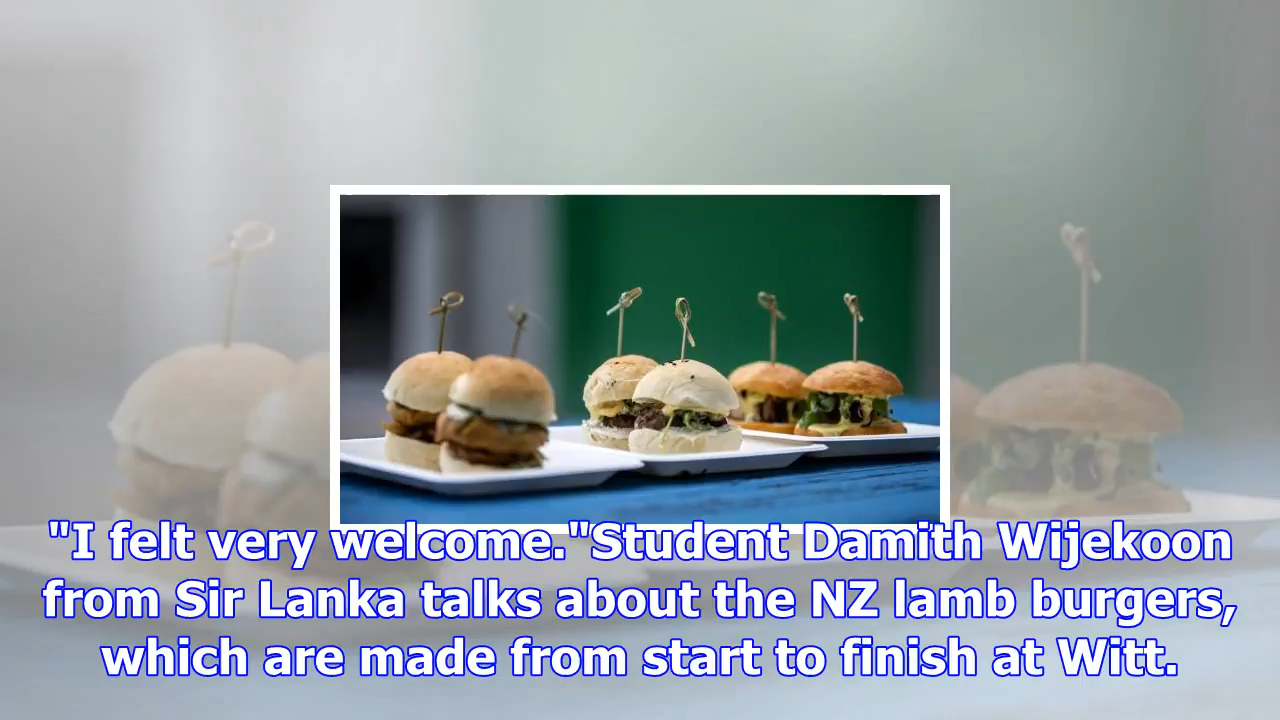 "I felt very welcome."Student Damith Wijekoon
from Sir Lanka talks about the NZ lamb burgers,
which are made from start to finish at Witt.